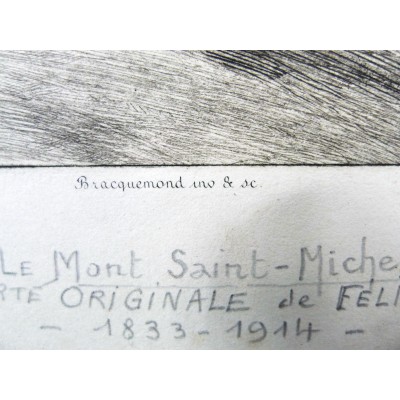 Bracquemond inv & sc.
Le Mont Saint-Miche
RTE ORIGINALE de FELI
- 1833-1914 -